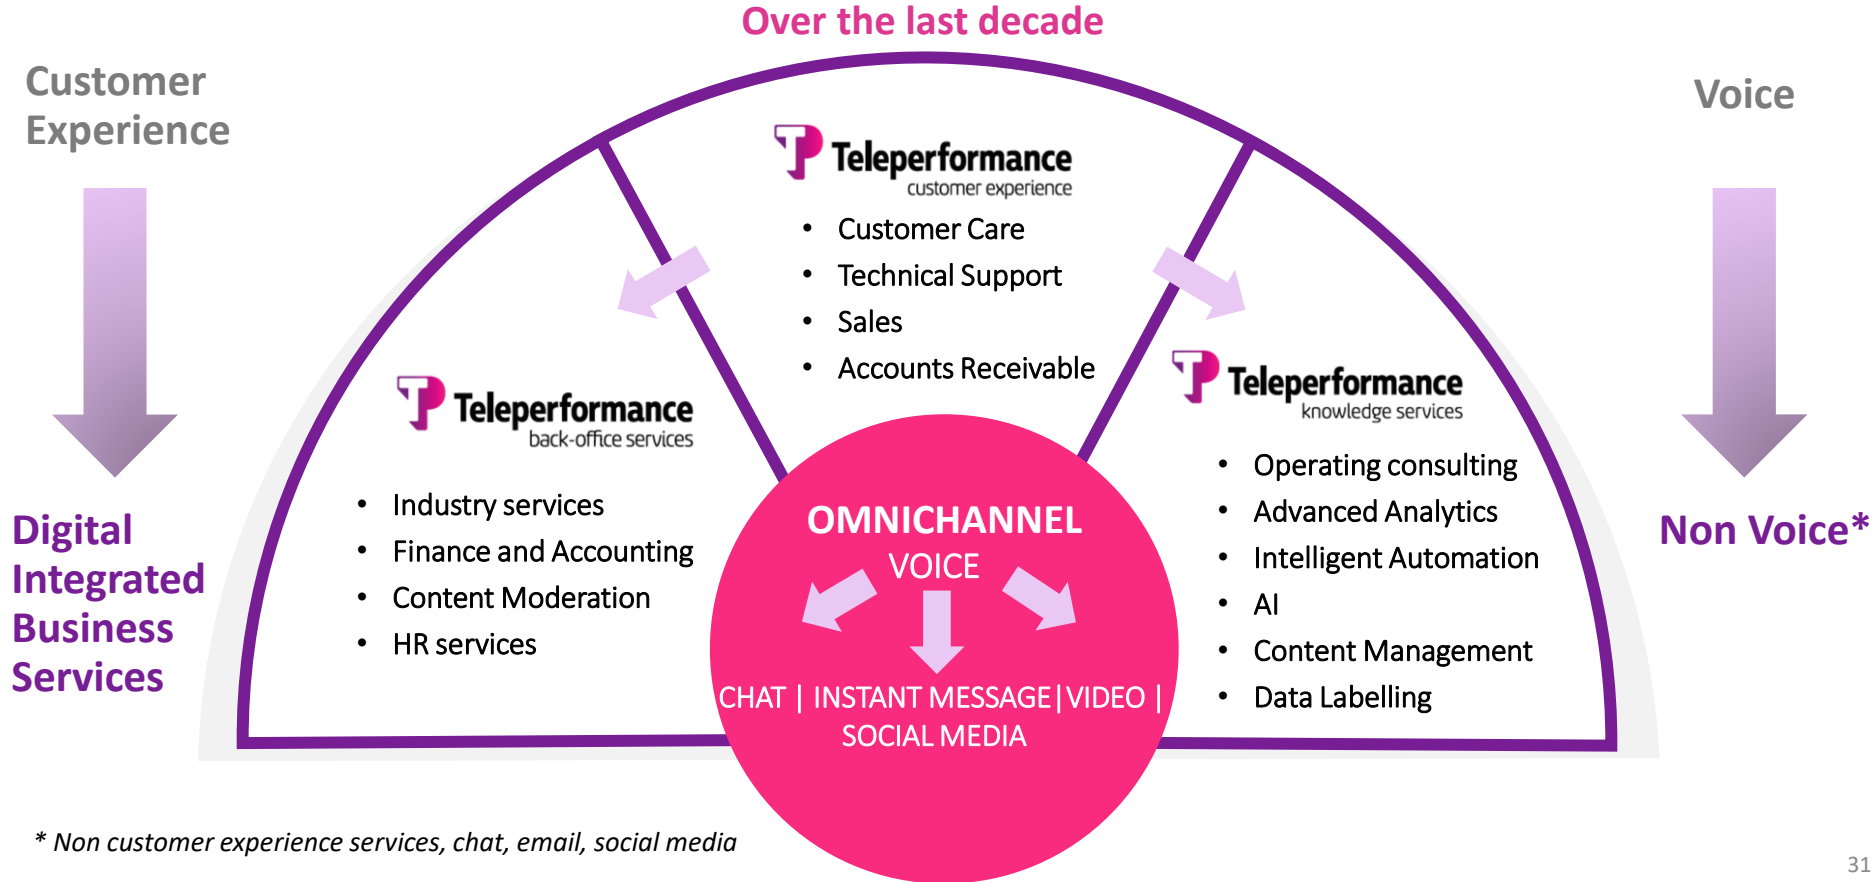 Over the last decade
Customer
Experience
Digital
Integrated
Business
Services
Teleperformance
back-office services
• Industry services
• Finance and Accounting
• Content Moderation
• HR services
Teleperformance
customer experience
• Customer Care
• Technical Support
• Sales
• Accounts Receivable
OMNICHANNEL
VOICE
CHAT | INSTANT MESSAGE|VIDEO |
SOCIAL MEDIA
Teleperformance
knowledge services
• Operating consulting
• Advanced Analytics
• Intelligent Automation
• AI
• Content Management
• Data Labelling
Voice
Non Voice*
* Non customer experience services, chat, email, social media
31